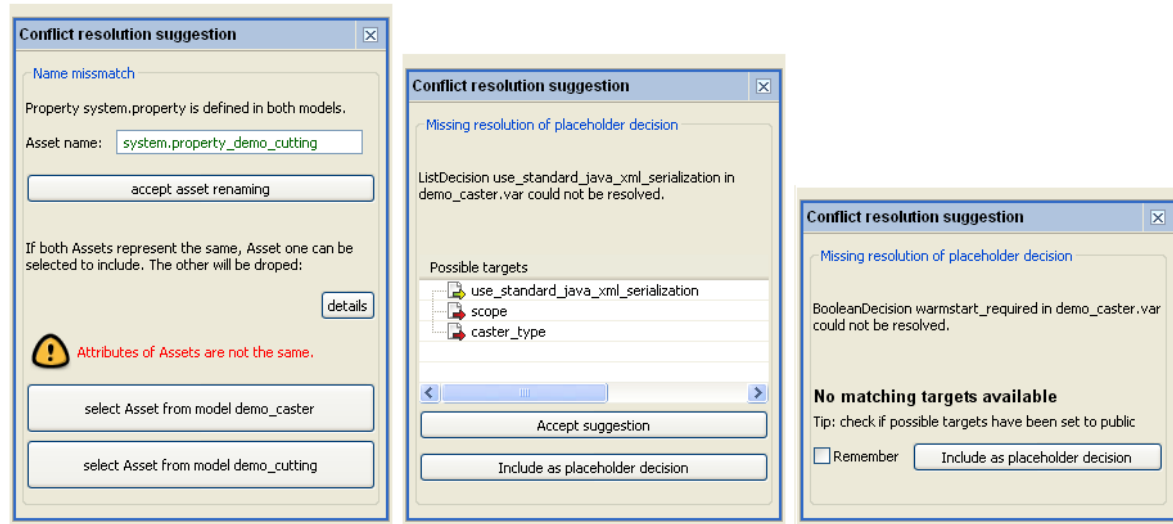 Conflict resolution suggestion
Name missmatch
Property system.property is defined in both models.
Asset name: system.property_demo_cutting
accept asset renaming
If both Assets represent the same, Asset one can be
selected to include. The other will be droped:
details
Attributes of Assets are not the same.
select Asset from model demo_caster
select Asset from model demo_cutting
Conflict resolution suggestion
Missing resolution of placeholder decision
ListDecision use_standard_java_xml_serialization in
demo_caster.var could not be resolved.
Possible targets
use_standard_java_xml_serialization
scope
caster_type
Accept suggestion
Include as placeholder decision
Conflict resolution suggestion
Missing resolution of placeholder decision
BooleanDecision warmstart_required in demo_caster.var
could not be resolved.
No matching targets available
Tip: check if possible targets have been set to public
Remember Include as placeholder decision